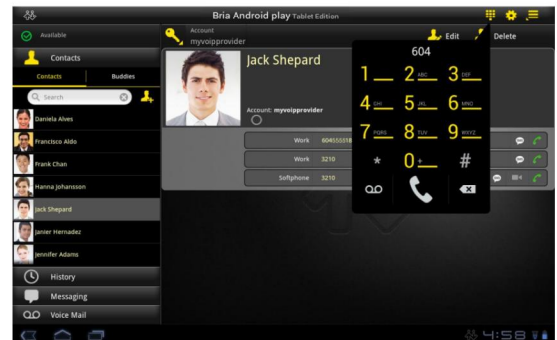 Bria Android play Tablet Edition
Available
Account
myvoipprovider
Edit
Delete
Contacts
Contacts
Buddies
Search
Daniela Alves
Francisco Aldo
Frank Chan
Hanna Johansson
Jack Shepard
Janier Hernadez
Jennifer Adams
History
Messaging
Voice Mail
Jack Shepard
Account: myvoipprovider
Work
Work 3210
Softphone 3210
604
1 2 ABC 3 DEF
4 GHI 5 JKL 6 MNO
7 PQRS 8 TUV 9 WXYZ
* 0 + #
4:58